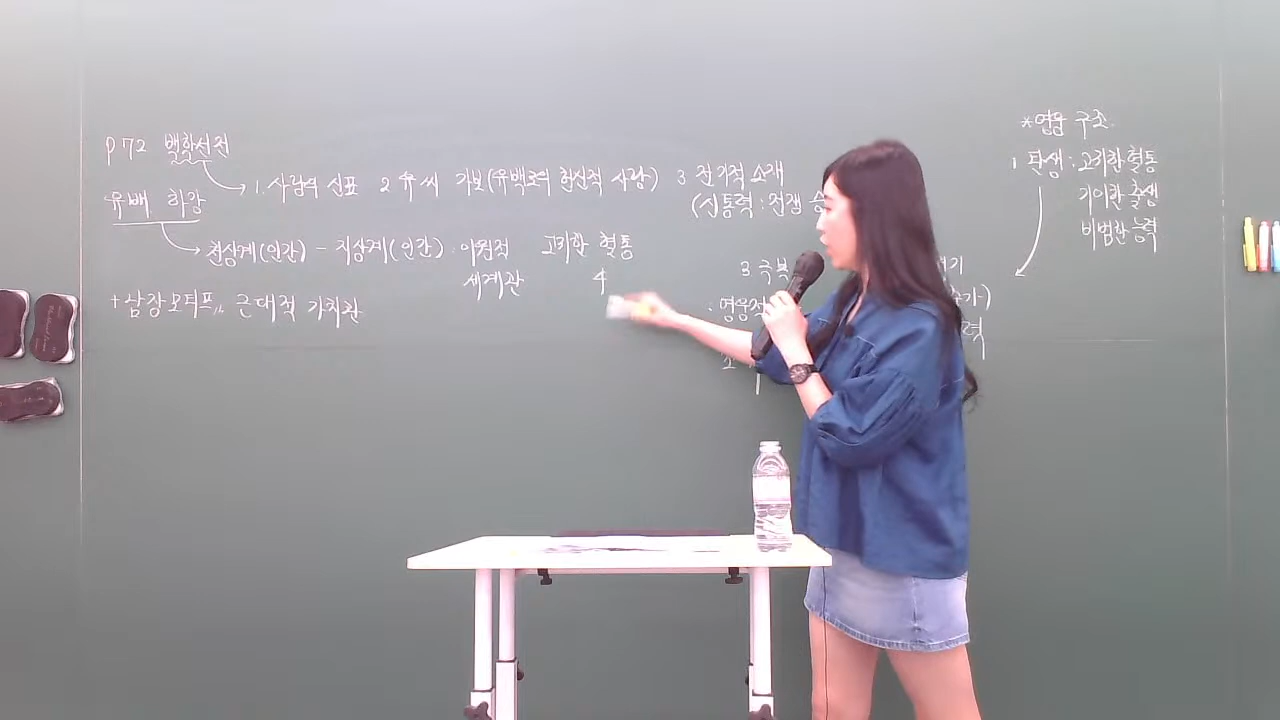 p72 백학선전
→ 1. 사랑의 신표 2 유씨 가보(유백로의 헌신적 사랑) 3 전기적 소개
(신통력: 전쟁 승
유백 하강
→ 천상계(인간) - 지상계(인간): 이원적 고귀한 혈통
세계관 4
+ 남장모티프, 근대적 가치관
3 극복
· 영웅적
*영웅 구조
1 탄생: 고귀한 혈통
기이한 출생
비범한 능력